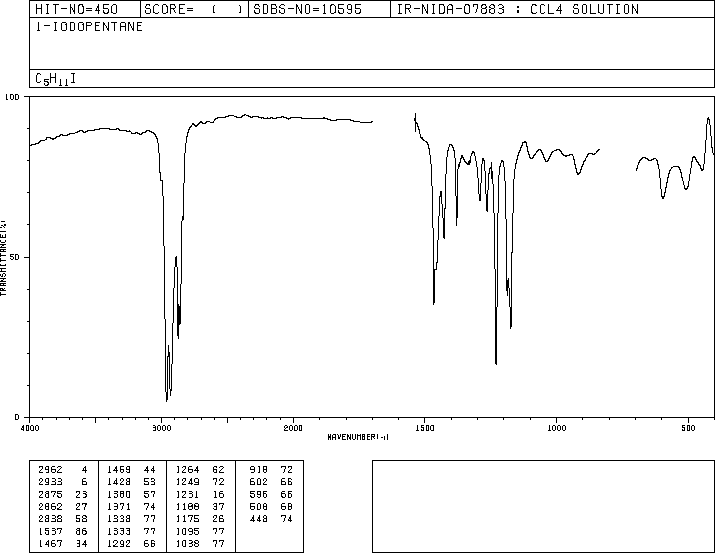 HIT-NO=450 SCORE= ( ) SDBS-NO=10595 IR-NIDA-07883 : CCL4 SOLUTION
1-IODOPENTANE
C5H11I
100
50
0
TRANSMITTANCE(%)
4000 3000 2000 1500 1000 500
WAVENUMBER(-1)
2962 4 1459 44 1264 62 918 72
2933 6 1428 53 1249 72 602 66
2875 23 1380 57 1231 16 596 66
2862 27 1371 74 1188 37 508 68
2838 58 1338 77 1175 26 448 74
1537 86 1333 77 1095 77
1467 34 1292 66 1038 77